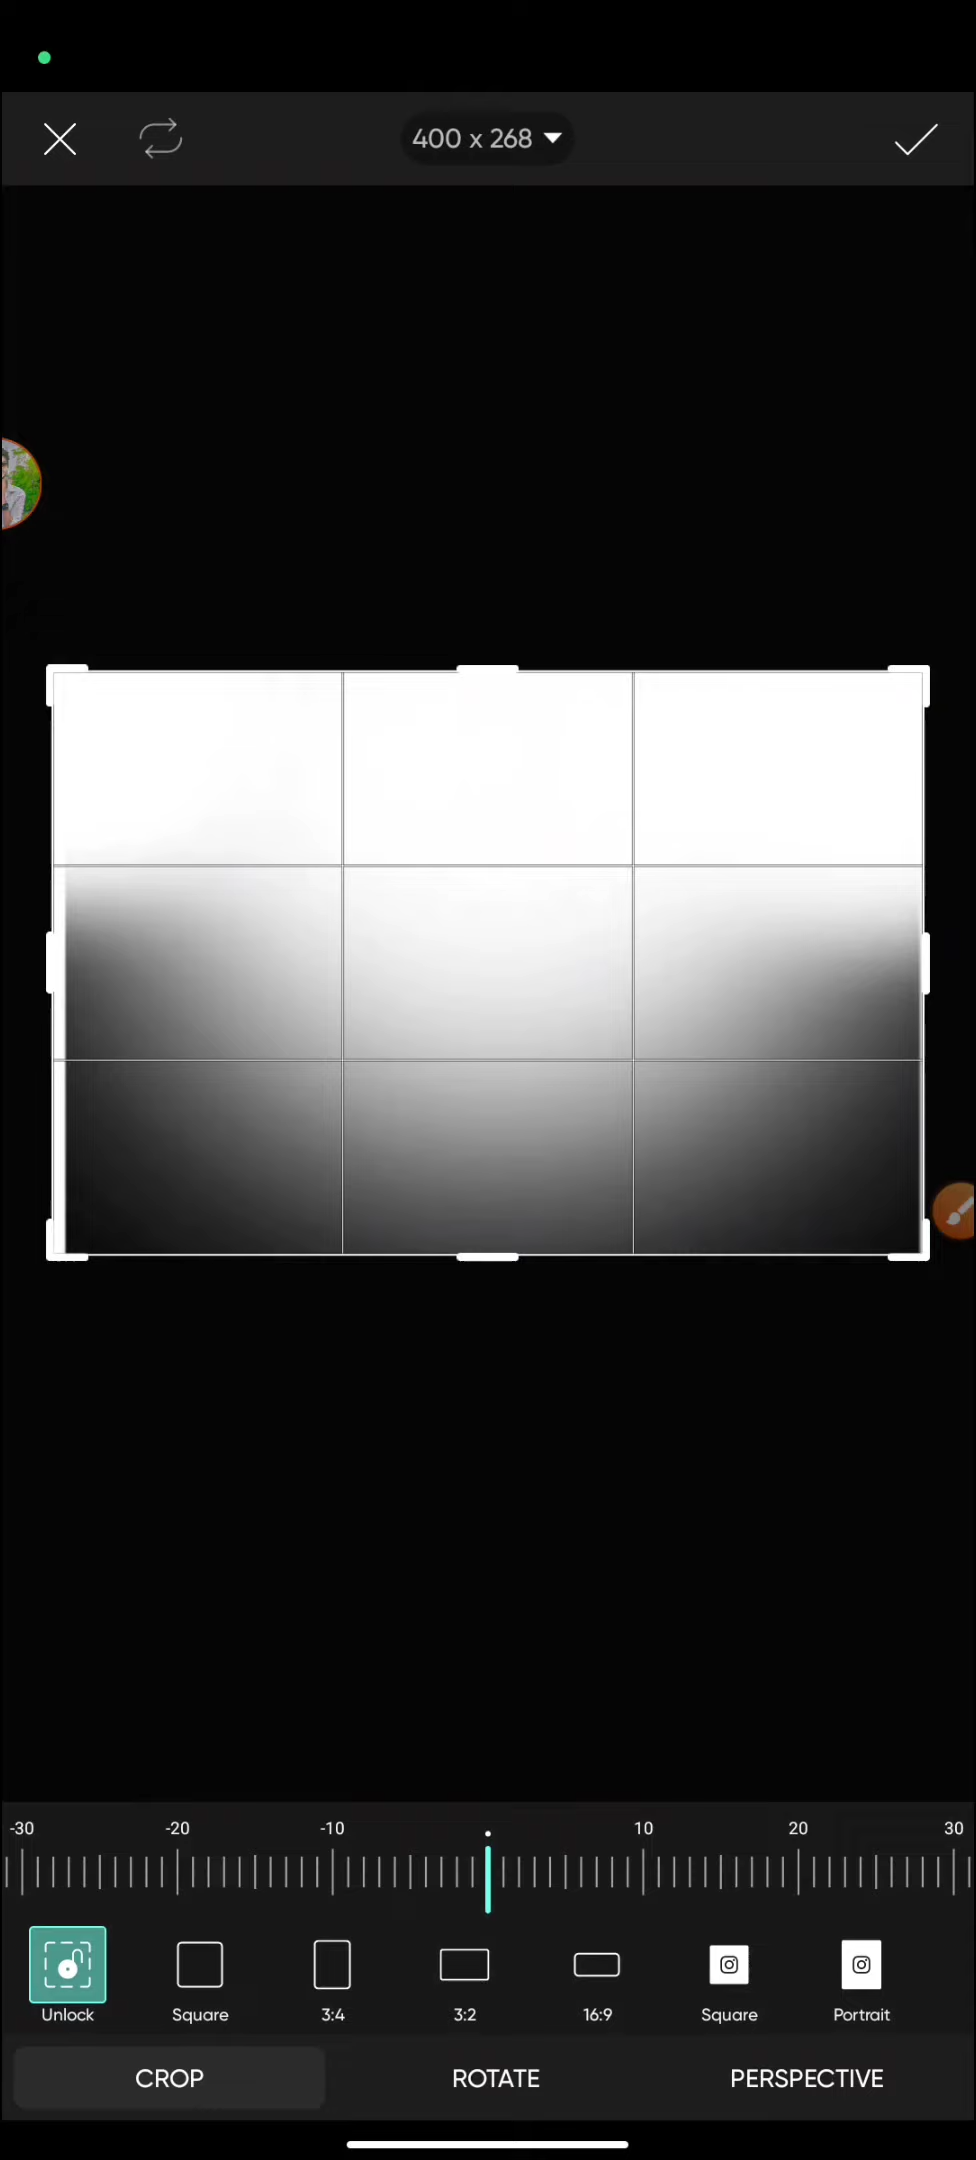 400 x 268
-30 -20 -10 10 20 30
Unlock Square 3:4 3:2 16:9 Square Portrait
CROP ROTATE PERSPECTIVE